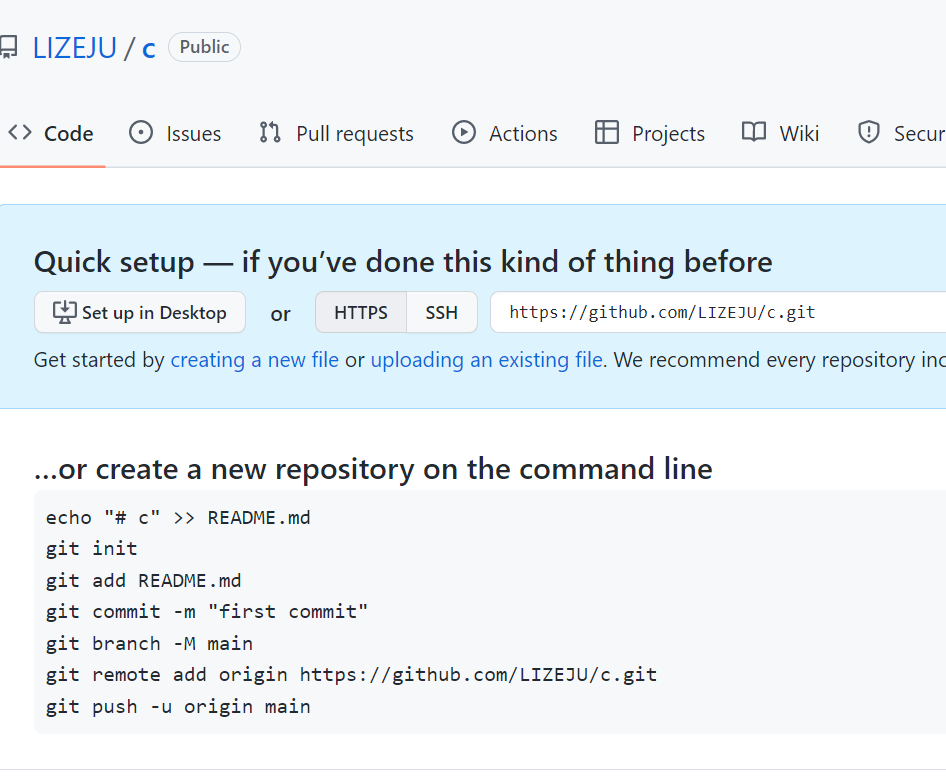 LIZEJU / c Public
Code Issues Pull requests Actions Projects Wiki Secur
Quick setup — if you’ve done this kind of thing before
Set up in Desktop or HTTPS SSH https://github.com/LIZEJU/c.git
Get started by creating a new file or uploading an existing file. We recommend every repository inc
…or create a new repository on the command line
echo "# c" >> README.md
git init
git add README.md
git commit -m "first commit"
git branch -M main
git remote add origin https://github.com/LIZEJU/c.git
git push -u origin main